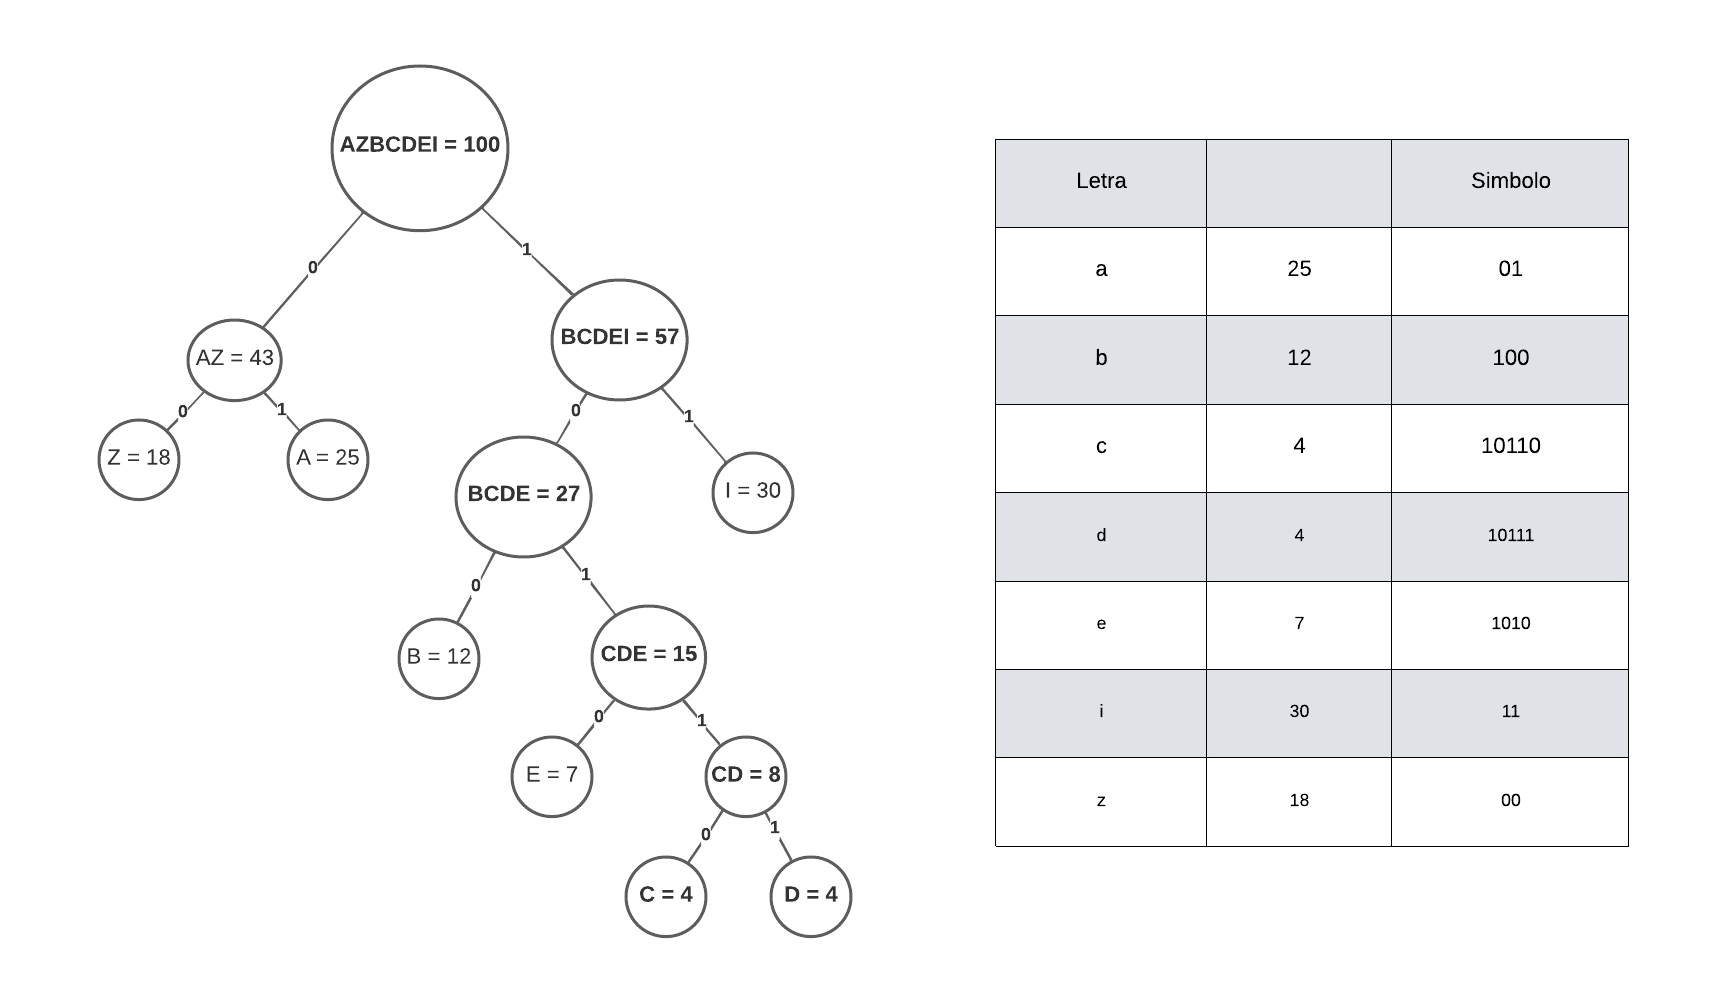 AZBCDEI = 100
0
1
AZ = 43
BCDEI = 57
0
1
0
1
Z = 18
A = 25
BCDE = 27
I = 30
0
1
B = 12
CDE = 15
0
1
E = 7
CD = 8
0
1
C = 4
D = 4
Letra Simbolo
a 25 01
b 12 100
c 4 10110
d 4 10111
e 7 1010
i 30 11
z 18 00